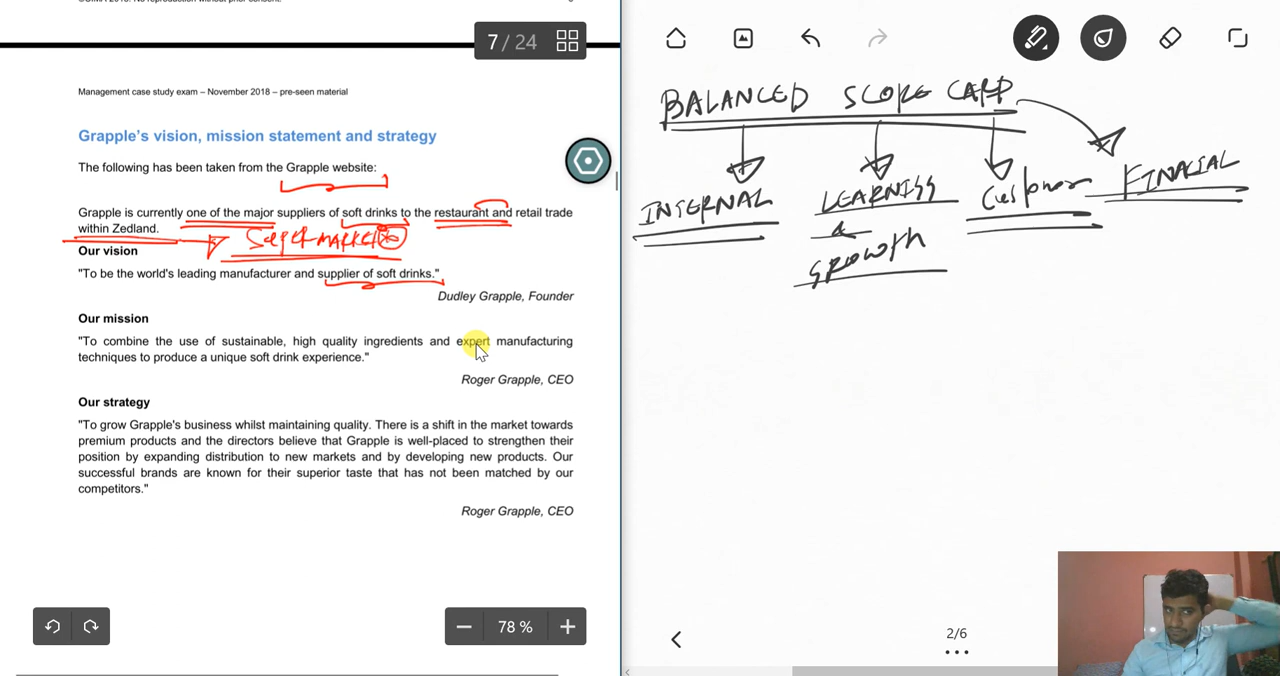 7 / 24
Management case study exam – November 2018 – pre-seen material
Grapple's vision, mission statement and strategy
The following has been taken from the Grapple website:
Grapple is currently one of the major suppliers of soft drinks to the restaurant and retail trade
within Zedland.
Our vision
"To be the world's leading manufacturer and supplier of soft drinks."
Dudley Grapple, Founder
Our mission
"To combine the use of sustainable, high quality ingredients and expert manufacturing
techniques to produce a unique soft drink experience."
Roger Grapple, CEO
Our strategy
"To grow Grapple's business whilst maintaining quality. There is a shift in the market towards
premium products and the directors believe that Grapple is well-placed to strengthen their
position by expanding distribution to new markets and by developing new products. Our
successful brands are known for their superior taste that has not been matched by our
competitors."
Roger Grapple, CEO
78 %
BALANCED SCORE CARD
INTERNAL
LEARNISS
&
GROWTH
Customer
FINACIAL
2/6